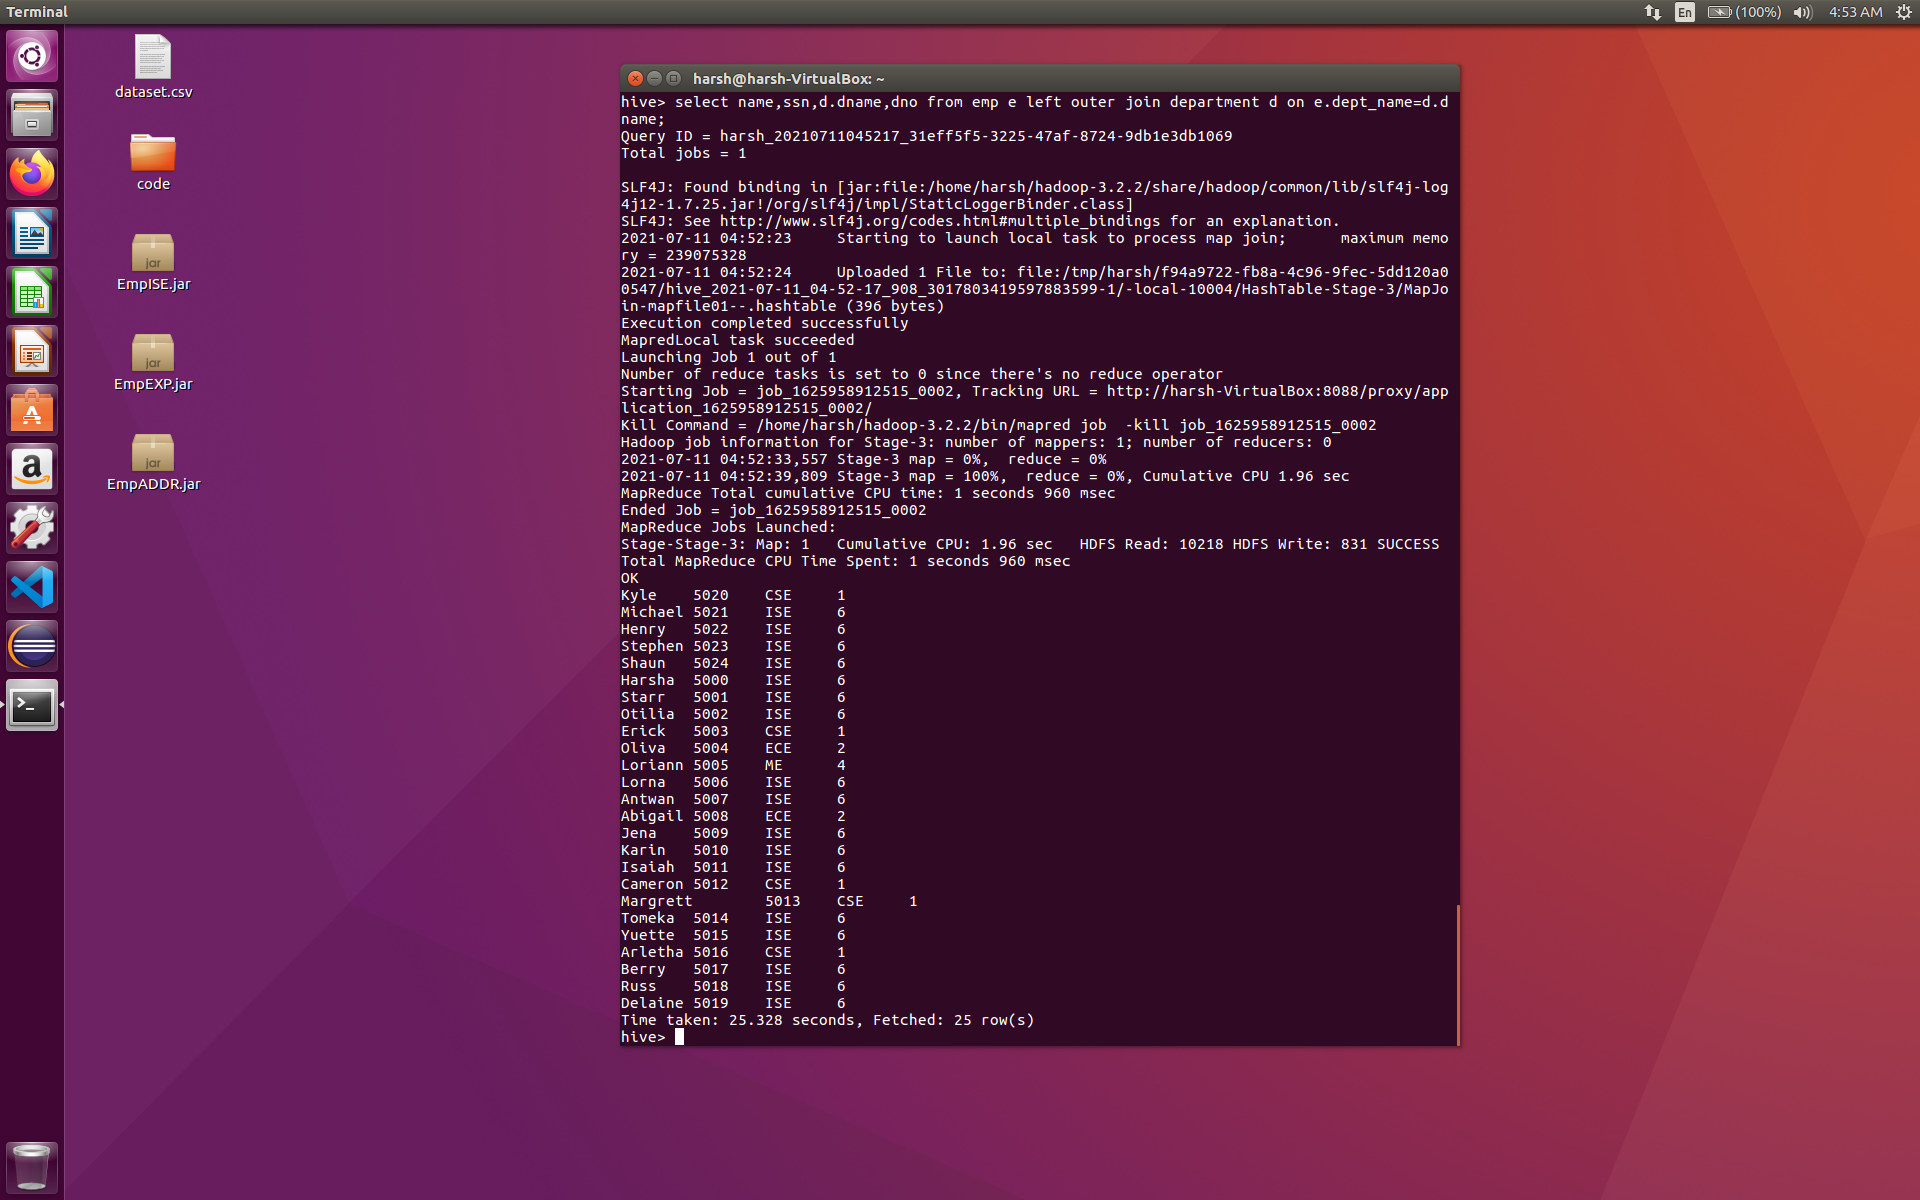 Terminal
En
(100%)
4:53 AM
dataset.csv
code
jar
EmpISE.jar
jar
EmpEXP.jar
jar
EmpADDR.jar
harsh@harsh-VirtualBox: ~
hive> select name,ssn,d.dname,dno from emp e left outer join department d on e.dept_name=d.d
name;
Query ID = harsh_20210711045217_31eff5f5-3225-47af-8724-9db1e3db1069
Total jobs = 1
SLF4J: Found binding in [jar:file:/home/harsh/hadoop-3.2.2/share/hadoop/common/lib/slf4j-log
4j12-1.7.25.jar!/org/slf4j/impl/StaticLoggerBinder.class]
SLF4J: See http://www.slf4j.org/codes.html#multiple_bindings for an explanation.
2021-07-11 04:52:23     Starting to launch local task to process map join;      maximum memo
ry = 239075328
2021-07-11 04:52:24     Uploaded 1 File to: file:/tmp/harsh/f94a9722-fb8a-4c96-9fec-5dd120a0
0547/hive_2021-07-11_04-52-17_908_3017803419597883599-1/-local-10004/HashTable-Stage-3/MapJo
in-mapfile01--.hashtable (396 bytes)
Execution completed successfully
MapredLocal task succeeded
Launching Job 1 out of 1
Number of reduce tasks is set to 0 since there's no reduce operator
Starting Job = job_1625958912515_0002, Tracking URL = http://harsh-VirtualBox:8088/proxy/app
lication_1625958912515_0002/
Kill Command = /home/harsh/hadoop-3.2.2/bin/mapred job  -kill job_1625958912515_0002
Hadoop job information for Stage-3: number of mappers: 1; number of reducers: 0
2021-07-11 04:52:33,557 Stage-3 map = 0%,  reduce = 0%
2021-07-11 04:52:39,809 Stage-3 map = 100%,  reduce = 0%, Cumulative CPU 1.96 sec
MapReduce Total cumulative CPU time: 1 seconds 960 msec
Ended Job = job_1625958912515_0002
MapReduce Jobs Launched:
Stage-Stage-3: Map: 1   Cumulative CPU: 1.96 sec   HDFS Read: 10218 HDFS Write: 831 SUCCESS
Total MapReduce CPU Time Spent: 1 seconds 960 msec
OK
Kyle    5020    CSE     1
Michael 5021    ISE     6
Henry   5022    ISE     6
Stephen 5023    ISE     6
Shaun   5024    ISE     6
Harsha  5000    ISE     6
Starr   5001    ISE     6
Otilia  5002    ISE     6
Erick   5003    CSE     1
Oliva   5004    ECE     2
Loriann 5005    ME      4
Lorna   5006    ISE     6
Antwan  5007    ISE     6
Abigail 5008    ECE     2
Jena    5009    ISE     6
Karin   5010    ISE     6
Isaiah  5011    ISE     6
Cameron 5012    CSE     1
Margrett        5013    CSE     1
Tomeka  5014    ISE     6
Yuette  5015    ISE     6
Arletha 5016    CSE     1
Berry   5017    ISE     6
Russ    5018    ISE     6
Delaine 5019    ISE     6
Time taken: 25.328 seconds, Fetched: 25 row(s)
hive>